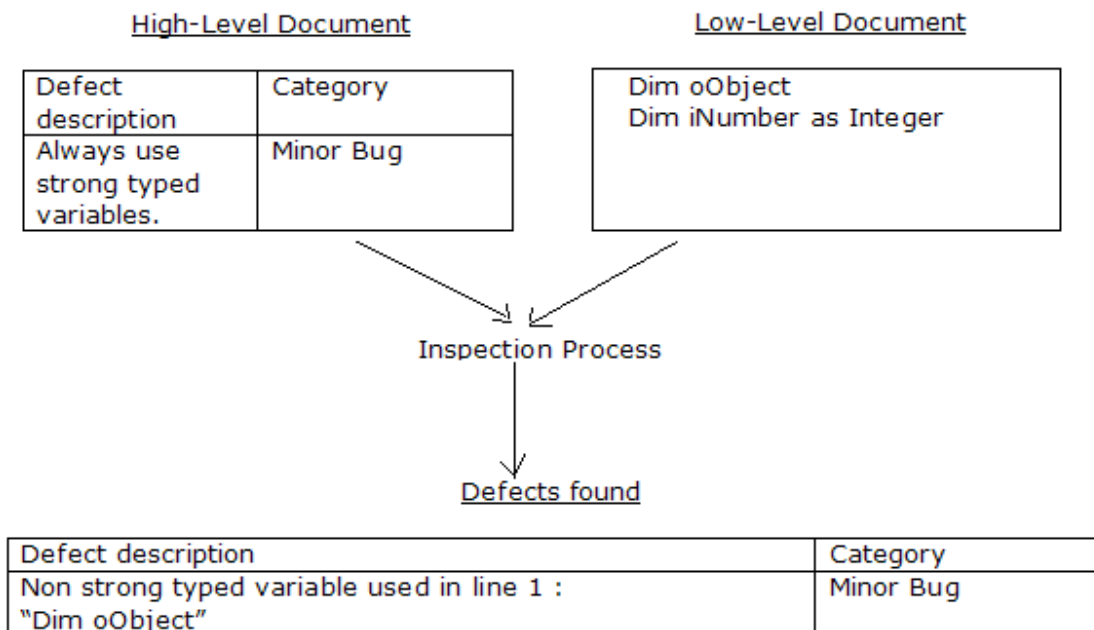 High-Level Document
Low-Level Document
Defect
description
Category
Always use
strong typed
variables.
Minor Bug
Dim oObject
Dim iNumber as Integer
Inspection Process
Defects found
Defect description
Category
Non strong typed variable used in line 1 :
“Dim oObject”
Minor Bug